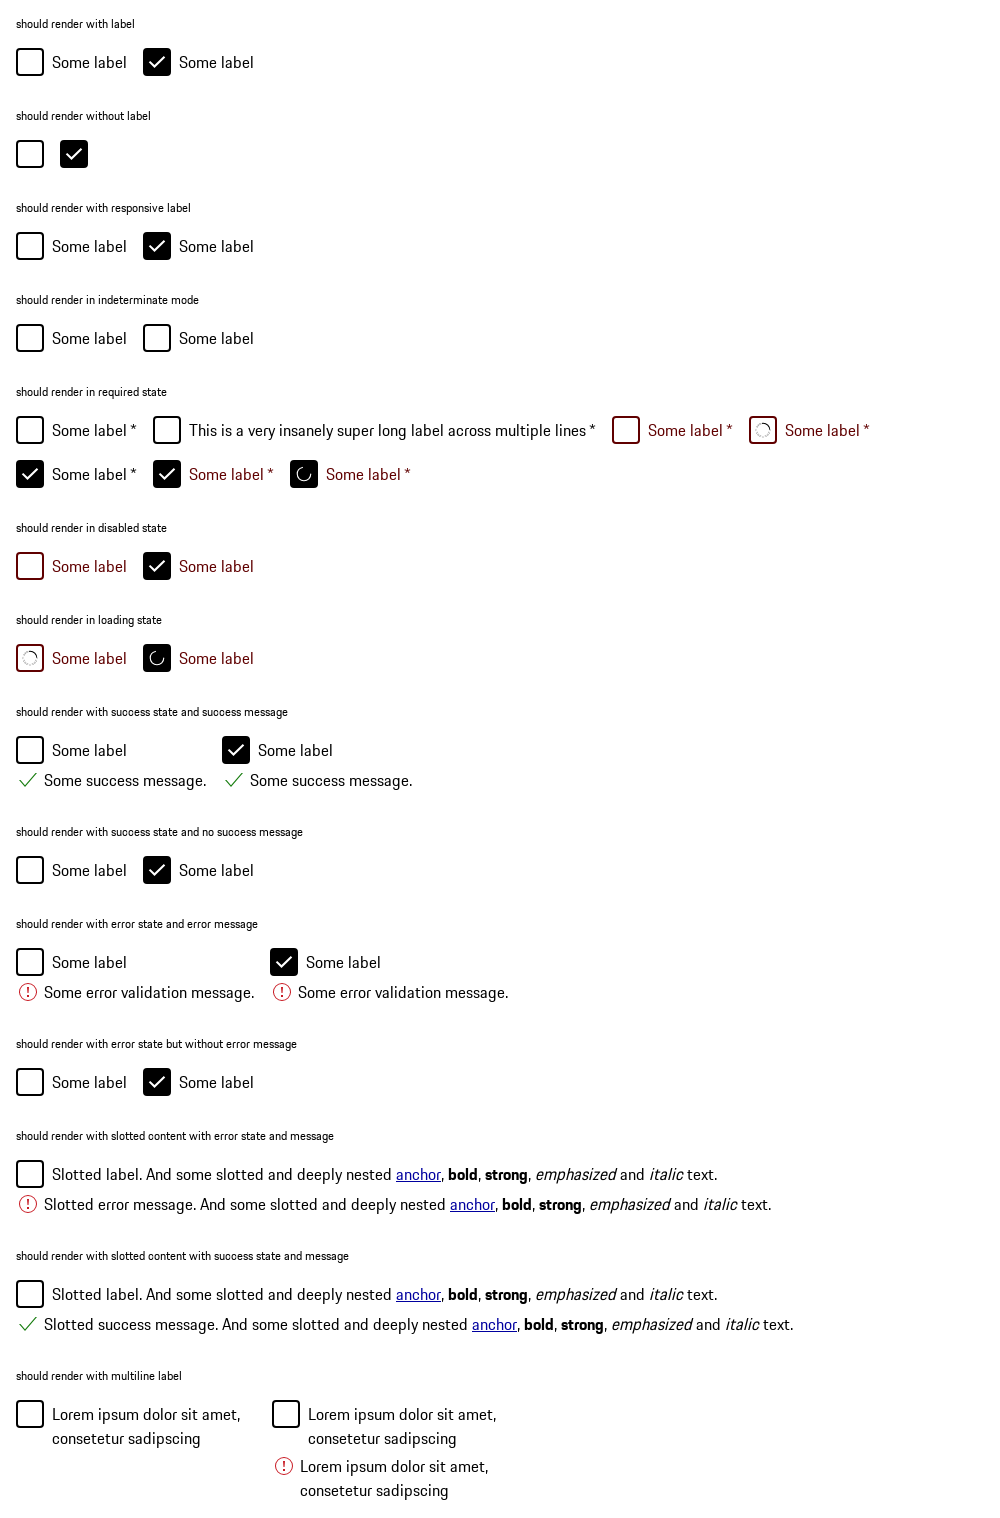 should render with label
Some label Some label
should render without label
should render with responsive label
Some label Some label
should render in indeterminate mode
Some label Some label
should render in required state
Some label * This is a very insanely super long label across multiple lines * Some label * Some label *
Some label * Some label * Some label *
should render in disabled state
Some label Some label
should render in loading state
Some label Some label
should render with success state and success message
Some label Some label
Some success message. Some success message.
should render with success state and no success message
Some label Some label
should render with error state and error message
Some label Some label
Some error validation message. Some error validation message.
should render with error state but without error message
Some label Some label
should render with slotted content with error state and message
Slotted label. And some slotted and deeply nested anchor, bold, strong, emphasized and italic text.
Slotted error message. And some slotted and deeply nested anchor, bold, strong, emphasized and italic text.
should render with slotted content with success state and message
Slotted label. And some slotted and deeply nested anchor, bold, strong, emphasized and italic text.
Slotted success message. And some slotted and deeply nested anchor, bold, strong, emphasized and italic text.
should render with multiline label
Lorem ipsum dolor sit amet,
consetetur sadipscing
Lorem ipsum dolor sit amet,
consetetur sadipscing
Lorem ipsum dolor sit amet,
consetetur sadipscing